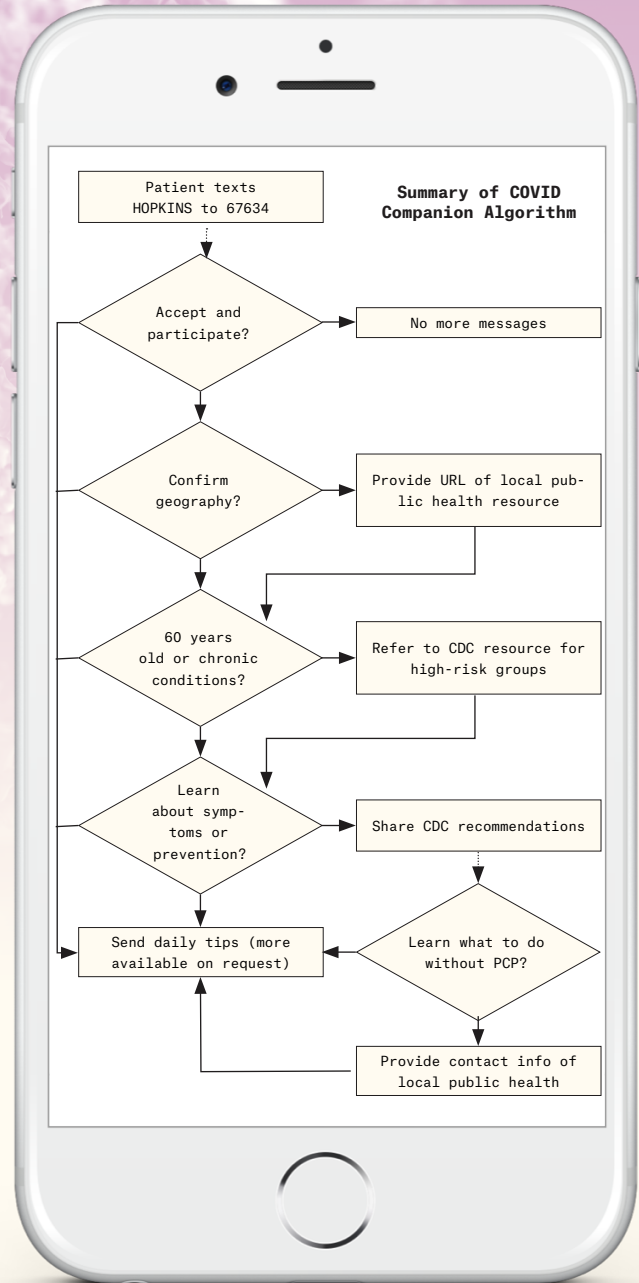 Patient texts
HOPKINS to 67634
Summary of COVID
Companion Algorithm
Accept and
participate?
No more messages
Confirm
geography?
Provide URL of local pub-
lic health resource
60 years
old or chronic
conditions?
Refer to CDC resource for
high-risk groups
Learn
about symp-
toms or
prevention?
Share CDC recommendations
Send daily tips (more
available on request)
Learn what to do
without PCP?
Provide contact info of
local public health